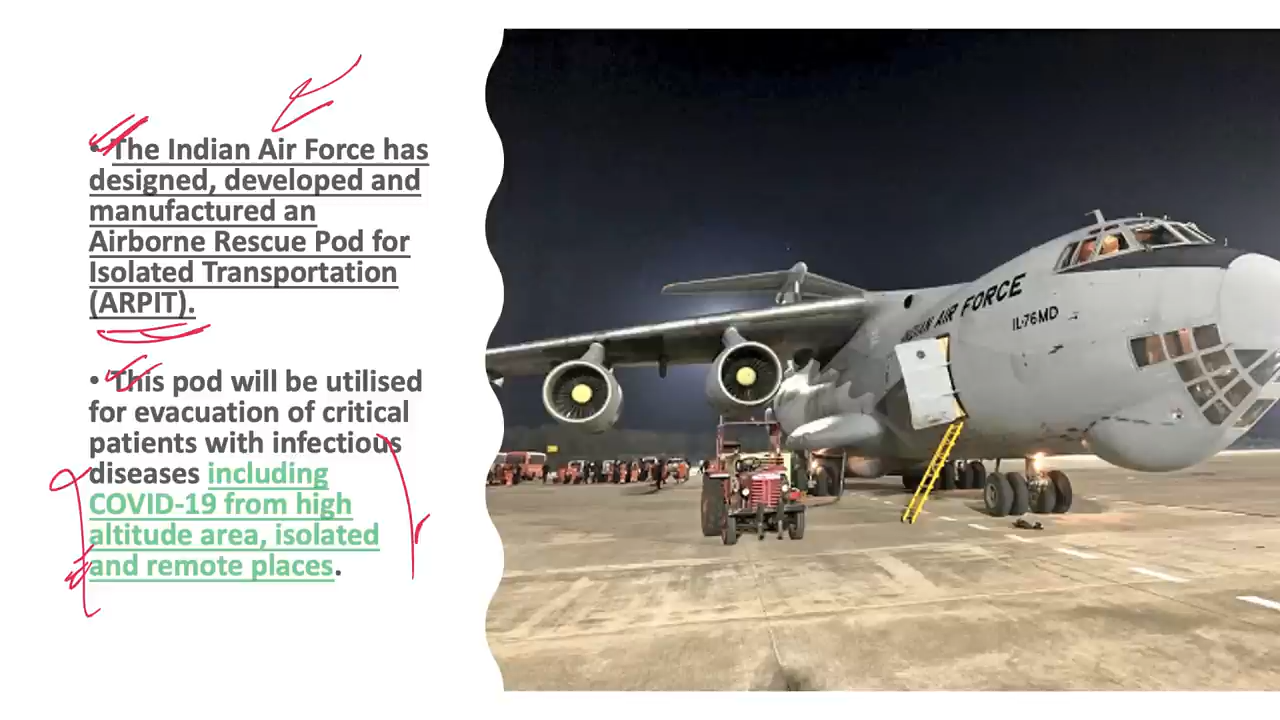 • The Indian Air Force has
designed, developed and
manufactured an
Airborne Rescue Pod for
Isolated Transportation
(ARPIT).
• This pod will be utilised
for evacuation of critical
patients with infectious
diseases including
COVID-19 from high
altitude area, isolated
and remote places.
INDIAN AIR FORCE
IL-76MD